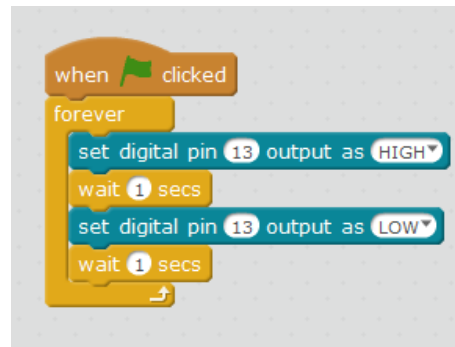 when clicked
forever
set digital pin 13 output as HIGH
wait 1 secs
set digital pin 13 output as LOW
wait 1 secs